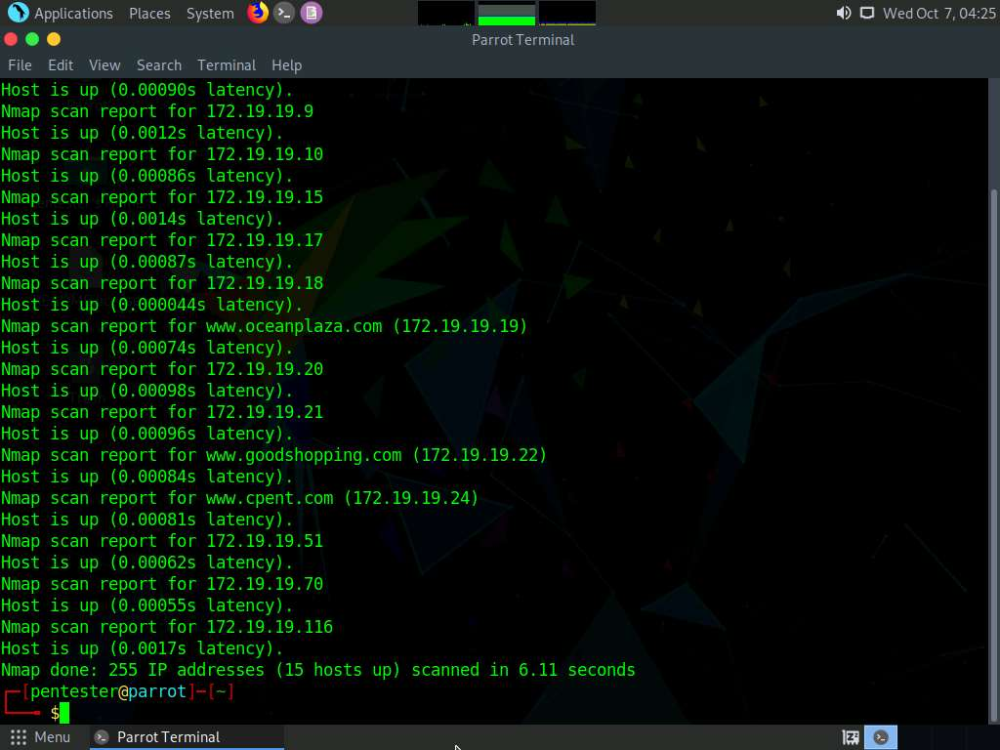 Applications Places System Wed Oct 7, 04:25
Parrot Terminal
File Edit View Search Terminal Help
Host is up (0.00090s latency).
Nmap scan report for 172.19.19.9
Host is up (0.0012s latency).
Nmap scan report for 172.19.19.10
Host is up (0.00086s latency).
Nmap scan report for 172.19.19.15
Host is up (0.0014s latency).
Nmap scan report for 172.19.19.17
Host is up (0.00087s latency).
Nmap scan report for 172.19.19.18
Host is up (0.000044s latency).
Nmap scan report for www.oceanplaza.com (172.19.19.19)
Host is up (0.00074s latency).
Nmap scan report for 172.19.19.20
Host is up (0.00098s latency).
Nmap scan report for 172.19.19.21
Host is up (0.00096s latency).
Nmap scan report for www.goodshopping.com (172.19.19.22)
Host is up (0.00084s latency).
Nmap scan report for www.cpent.com (172.19.19.24)
Host is up (0.00081s latency).
Nmap scan report for 172.19.19.51
Host is up (0.00062s latency).
Nmap scan report for 172.19.19.70
Host is up (0.00055s latency).
Nmap scan report for 172.19.19.116
Host is up (0.0017s latency).
Nmap done: 255 IP addresses (15 hosts up) scanned in 6.11 seconds
┌─[pentester@parrot]─[~]
└──╼ $
Menu Parrot Terminal